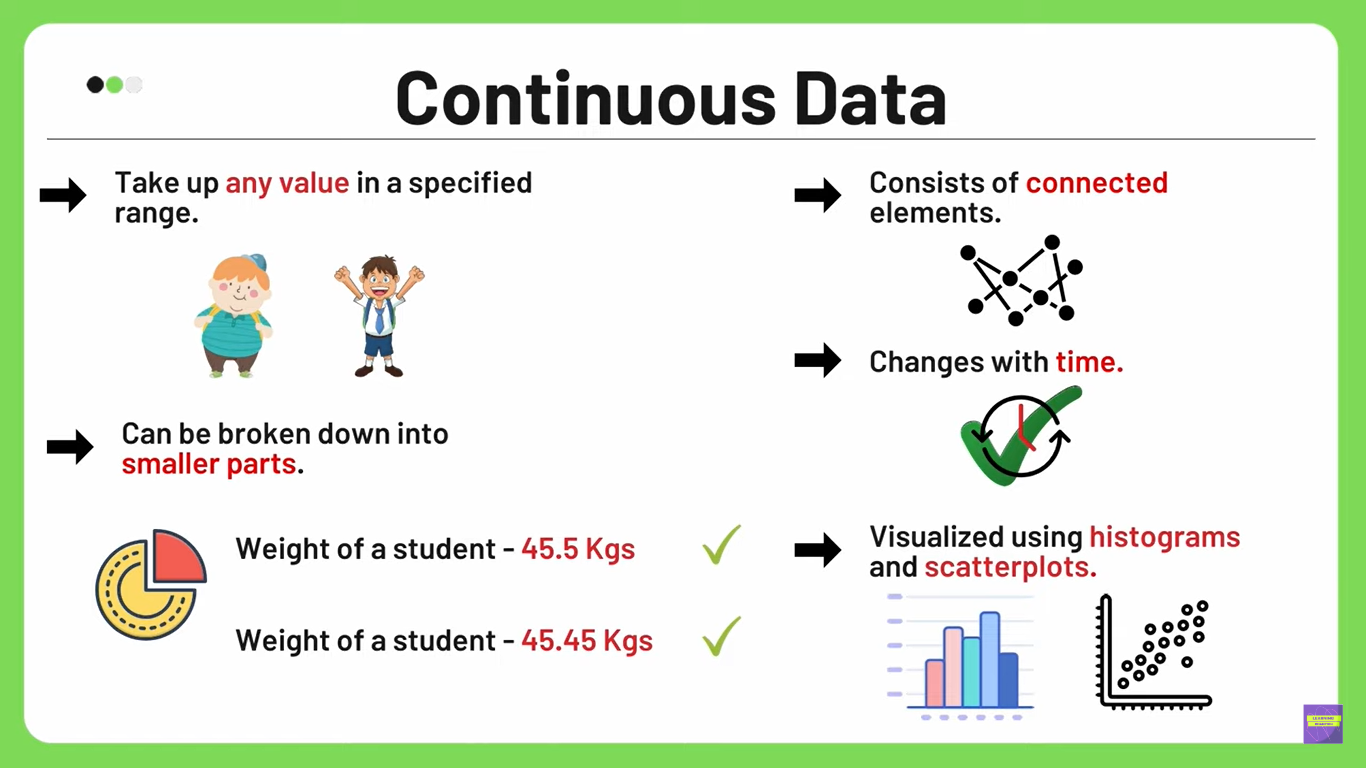 Continuous Data
Take up any value in a specified
range.
Can be broken down into
smaller parts.
Weight of a student - 45.5 Kgs
Weight of a student - 45.45 Kgs
Consists of connected
elements.
Changes with time.
Visualized using histograms
and scatterplots.